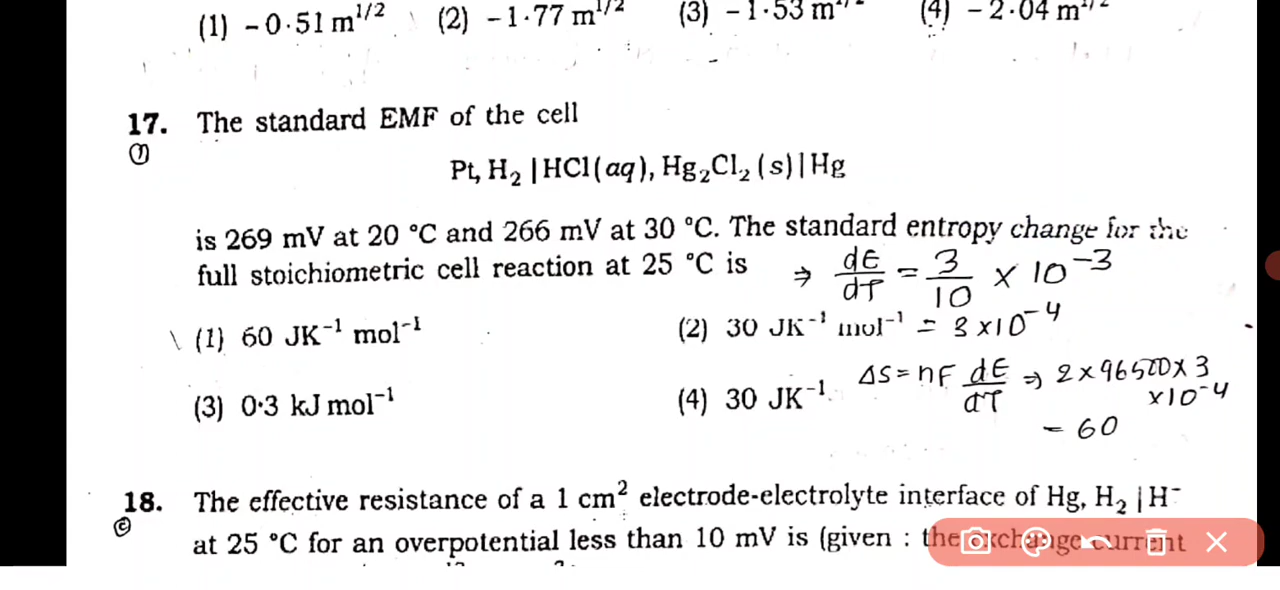 (1) −0·51 m^1/2 (2) −1·77 m^1/2 (3) −1·53 m (4) −2·04 m
17. The standard EMF of the cell
Pt, H₂ | HCl(aq), Hg₂Cl₂ (s) | Hg
is 269 mV at 20 °C and 266 mV at 30 °C. The standard entropy change for the
full stoichiometric cell reaction at 25 °C is ⇒ dE/dT = 3/10 × 10⁻³
(1) 60 JK⁻¹ mol⁻¹ (2) 30 JK⁻¹ mol⁻¹ = 3 × 10⁻⁴
ΔS = nF dE/dT ⇒ 2 × 96500 × 3 × 10⁻⁴
(3) 0·3 kJ mol⁻¹ (4) 30 JK⁻¹
= 60
18. The effective resistance of a 1 cm² electrode-electrolyte interface of Hg, H₂ | H⁻
at 25 °C for an overpotential less than 10 mV is (given : the exchange current